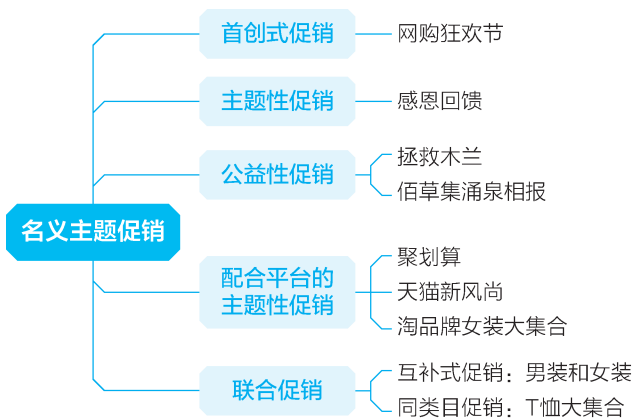 名义主题促销
首创式促销
网购狂欢节
主题性促销
感恩回馈
公益性促销
拯救木兰
佰草集涌泉相报
配合平台的
主题性促销
聚划算
天猫新风尚
淘品牌女装大集合
联合促销
互补式促销：男装和女装
同类目促销：T恤大集合